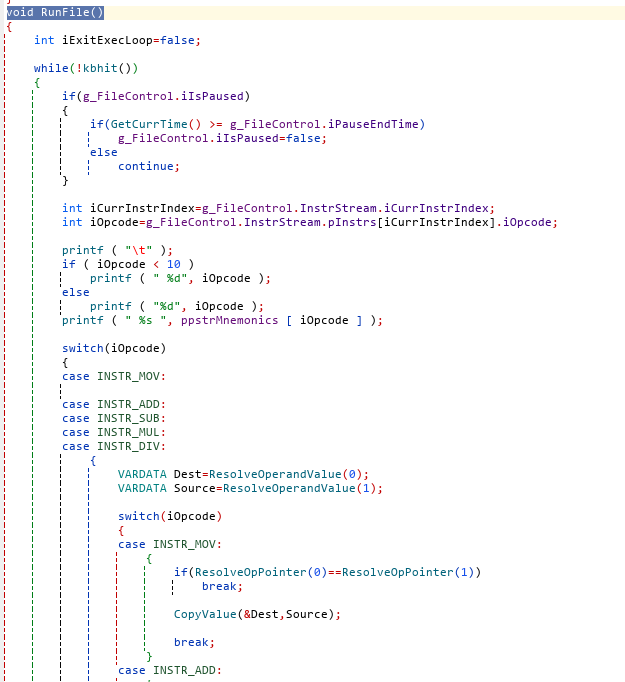 void RunFile()
{
int iExitExecLoop=false;
while(!kbhit())
{
if(g_FileControl.iIsPaused)
{
if(GetCurrTime() >= g_FileControl.iPauseEndTime)
g_FileControl.iIsPaused=false;
else
continue;
}
int iCurrInstrIndex=g_FileControl.InstrStream.iCurrInstrIndex;
int iOpcode=g_FileControl.InstrStream.pInstrs[iCurrInstrIndex].iOpcode;
printf ( "\t" );
if ( iOpcode < 10 )
printf ( " %d", iOpcode );
else
printf ( "%d", iOpcode );
printf ( " %s ", ppstrMnemonics [ iOpcode ] );
switch(iOpcode)
{
case INSTR_MOV:
case INSTR_ADD:
case INSTR_SUB:
case INSTR_MUL:
case INSTR_DIV:
{
VARDATA Dest=ResolveOperandValue(0);
VARDATA Source=ResolveOperandValue(1);
switch(iOpcode)
{
case INSTR_MOV:
{
if(ResolveOpPointer(0)==ResolveOpPointer(1))
break;
CopyValue(&Dest,Source);
break;
}
case INSTR_ADD: